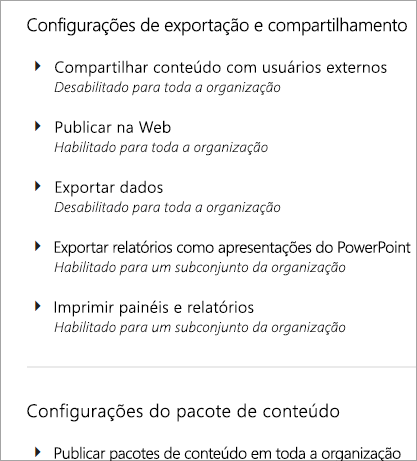 Configurações de exportação e compartilhamento
Compartilhar conteúdo com usuários externos
Desabilitado para toda a organização
Publicar na Web
Habilitado para toda a organização
Exportar dados
Desabilitado para toda a organização
Exportar relatórios como apresentações do PowerPoint
Habilitado para um subconjunto da organização
Imprimir painéis e relatórios
Habilitado para um subconjunto da organização
Configurações do pacote de conteúdo
Publicar pacotes de conteúdo em toda a organização